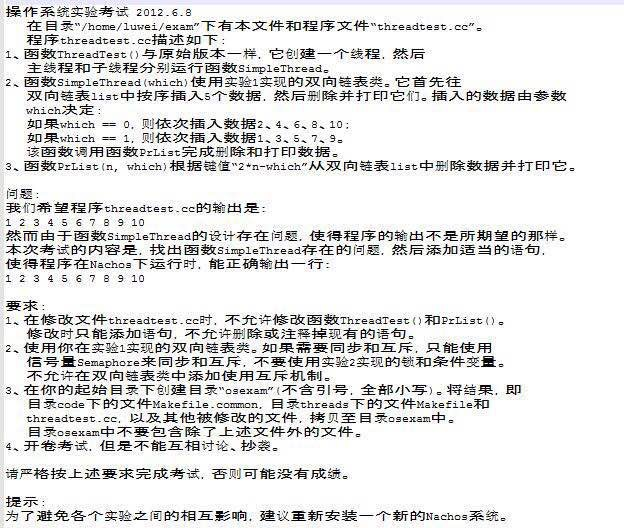 操作系统实验考试 2012.6.8
在目录“/home/luwei/exam”下有本文件和程序文件“threadtest.cc”。
程序threadtest.cc描述如下：
1、函数ThreadTest()与原始版本一样，它创建一个线程，然后
主线程和子线程分别运行函数SimpleThread。
2、函数SimpleThread(which)使用实验1实现的双向链表类。它首先往
双向链表list中按序插入5个数据，然后删除并打印它们。插入的数据由参数
which决定：
如果which == 0，则依次插入数据2、4、6、8、10；
如果which == 1，则依次插入数据1、3、5、7、9。
该函数调用函数PrList完成删除和打印数据。
3、函数PrList(n, which)根据键值“2*n-which”从双向链表list中删除数据并打印它。
问题：
我们希望程序threadtest.cc的输出是：
1 2 3 4 5 6 7 8 9 10
然而由于函数SimpleThread的设计存在问题，使得程序的输出不是所期望的那样。
本次考试的内容是，找出函数SimpleThread存在的问题，然后添加适当的语句，
使得程序在Nachos下运行时，能正确输出一行：
1 2 3 4 5 6 7 8 9 10
要求：
1、在修改文件threadtest.cc时，不允许修改函数ThreadTest()和PrList()。
修改时只能添加语句，不允许删除或注释掉现有的语句。
2、使用你在实验1实现的双向链表类。如果需要同步和互斥，只能使用
信号量Semaphore来同步和互斥，不要使用实验2实现的锁和条件变量。
不允许在双向链表类中添加使用互斥机制。
3、在你的起始目录下创建目录“osexam”(不含引号，全部小写)。将结果，即
目录code下的文件Makefile.common，目录threads下的文件Makefile和
threadtest.cc，以及其他被修改的文件，拷贝至目录osexam中。
目录osexam中不要包含除了上述文件外的文件。
4、开卷考试，但是不能互相讨论、抄袭。
请严格按上述要求完成考试，否则可能没有成绩。
提示：
为了避免各个实验之间的相互影响，建议重新安装一个新的Nachos系统。